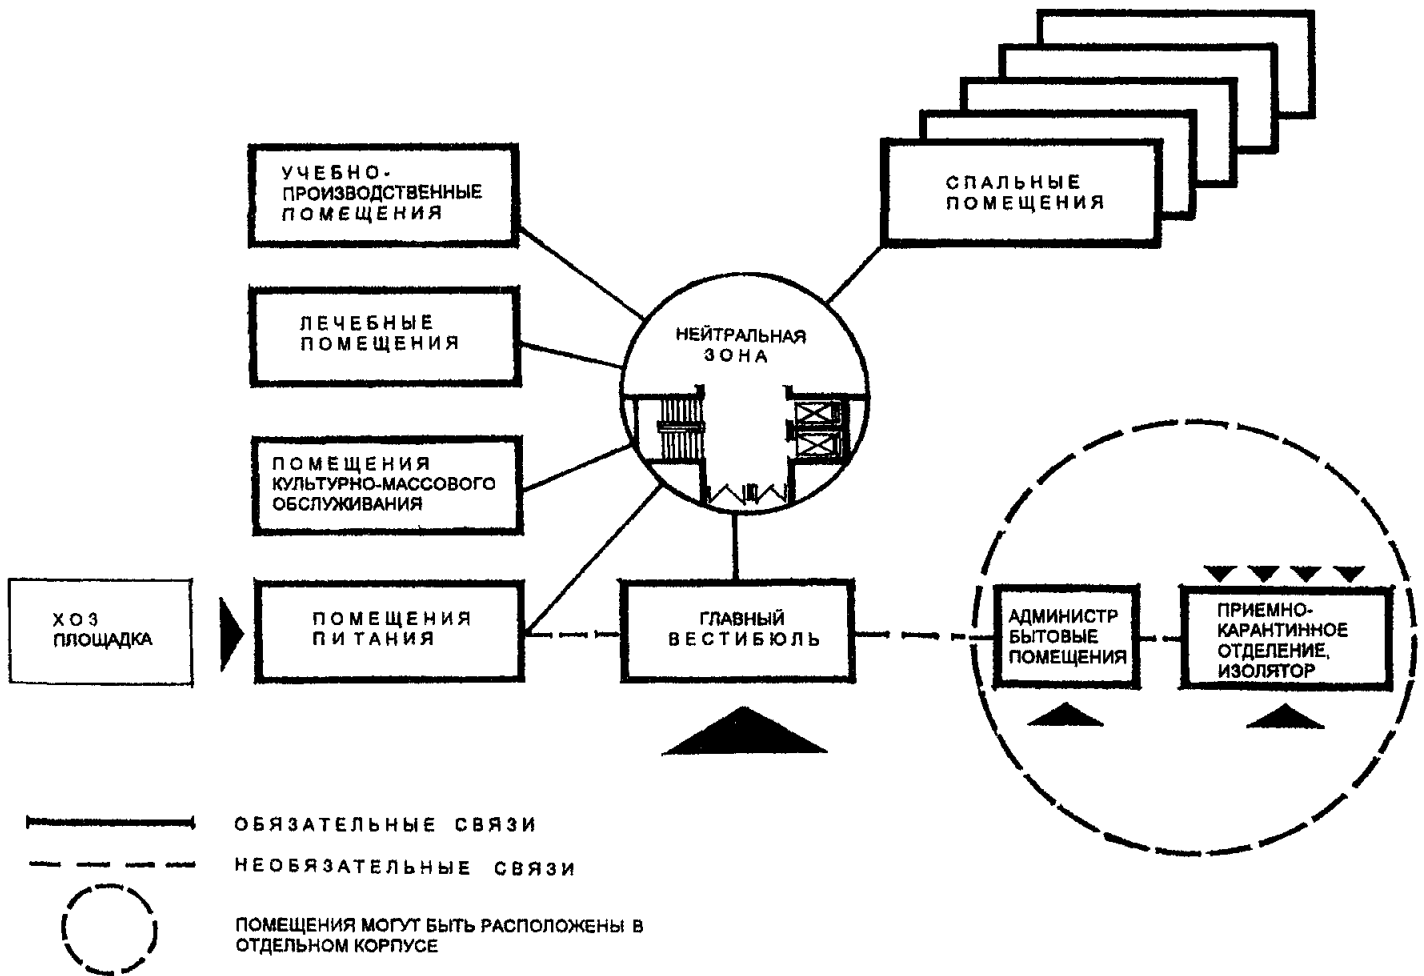 УЧЕБНО-
ПРОИЗВОДСТВЕННЫЕ
ПОМЕЩЕНИЯ
СПАЛЬНЫЕ
ПОМЕЩЕНИЯ
ЛЕЧЕБНЫЕ
ПОМЕЩЕНИЯ
НЕЙТРАЛЬНАЯ
ЗОНА
ПОМЕЩЕНИЯ
КУЛЬТУРНО-МАССОВОГО
ОБСЛУЖИВАНИЯ
ХОЗ
ПЛОЩАДКА
ПОМЕЩЕНИЯ
ПИТАНИЯ
ГЛАВНЫЙ
ВЕСТИБЮЛЬ
АДМИНИСТР
БЫТОВЫЕ
ПОМЕЩЕНИЯ
ПРИЕМНО-
КАРАНТИННОЕ
ОТДЕЛЕНИЕ,
ИЗОЛЯТОР
ОБЯЗАТЕЛЬНЫЕ СВЯЗИ
НЕОБЯЗАТЕЛЬНЫЕ СВЯЗИ
ПОМЕЩЕНИЯ МОГУТ БЫТЬ РАСПОЛОЖЕНЫ В
ОТДЕЛЬНОМ КОРПУСЕ